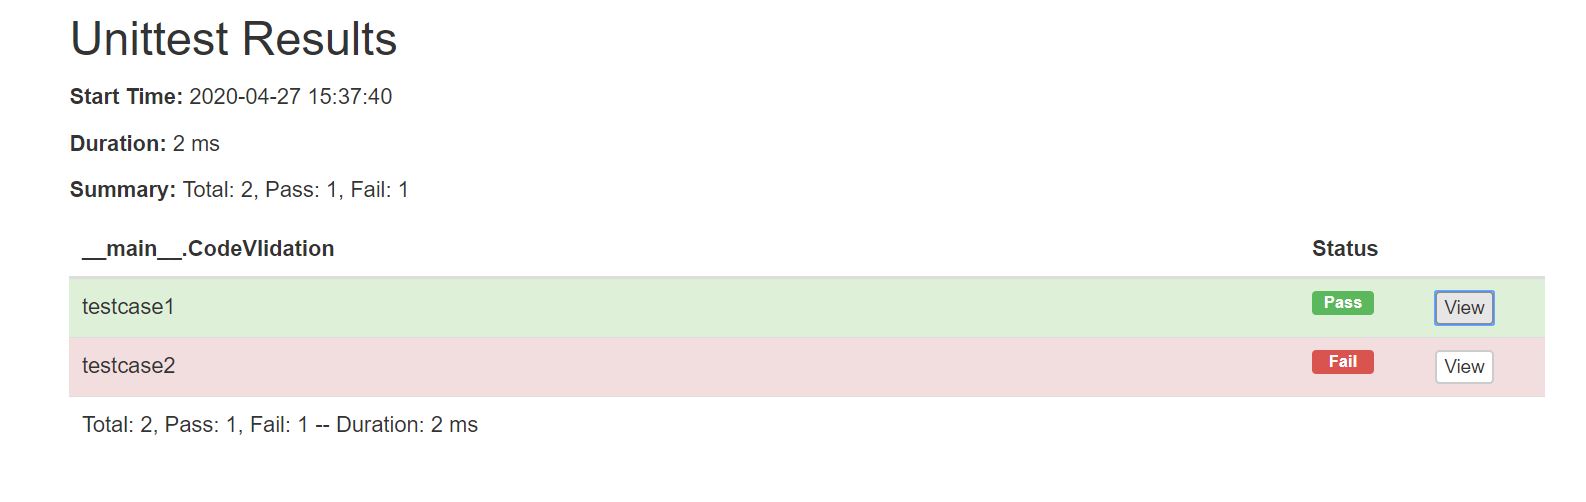 Unittest Results
Start Time: 2020-04-27 15:37:40
Duration: 2 ms
Summary: Total: 2, Pass: 1, Fail: 1
__main__.CodeVlidation Status
testcase1 Pass View
testcase2 Fail View
Total: 2, Pass: 1, Fail: 1 -- Duration: 2 ms